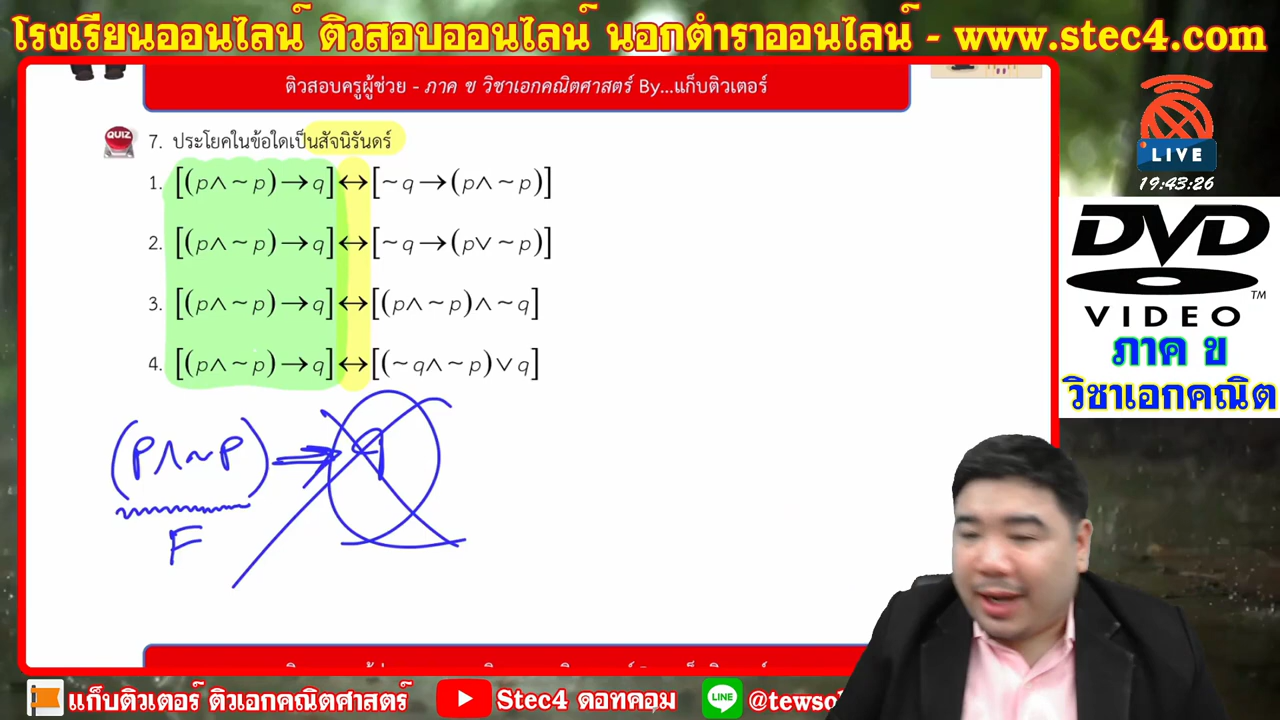 โรงเรียนออนไลน์ ติวสอบออนไลน์ นอกตำราออนไลน์ - www.stec4.com
ติวสอบครูผู้ช่วย - ภาค ข วิชาเอกคณิตศาสตร์ By...แก็บติวเตอร์
QUIZ
7. ประโยคในข้อใดเป็นสัจนิรันดร์
1. [(p∧~p)→q]↔[~q→(p∧~p)]
2. [(p∧~p)→q]↔[~q→(p∨~p)]
3. [(p∧~p)→q]↔[(p∧~p)∧~q]
4. [(p∧~p)→q]↔[(~q∧~p)∨q]
(P∧~P) → q
F
LIVE
19:43:26
DVD
VIDEO
TM
ภาค ข
วิชาเอกคณิต
แก็บติวเตอร์ ติวเอกคณิตศาสตร์
Stec4 ดอทคอม
LINE